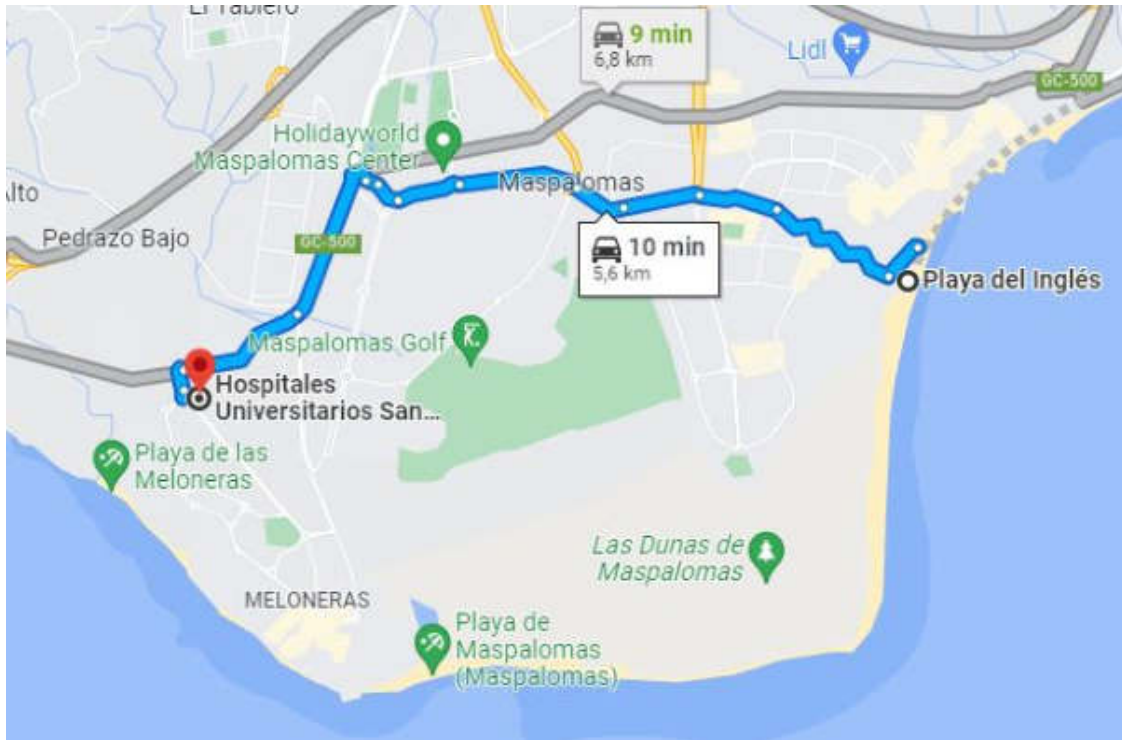 El Tablero
9 min
6,8 km
Lidl
GC-500
Holidayworld
Maspalomas Center
Maspalomas
Alto
Pedrazo Bajo
GC-500
10 min
5,6 km
Playa del Inglés
Maspalomas Golf
Hospitales
Universitarios San...
Playa de las
Meloneras
Las Dunas de
Maspalomas
MELONERAS
Playa de
Maspalomas
(Maspalomas)